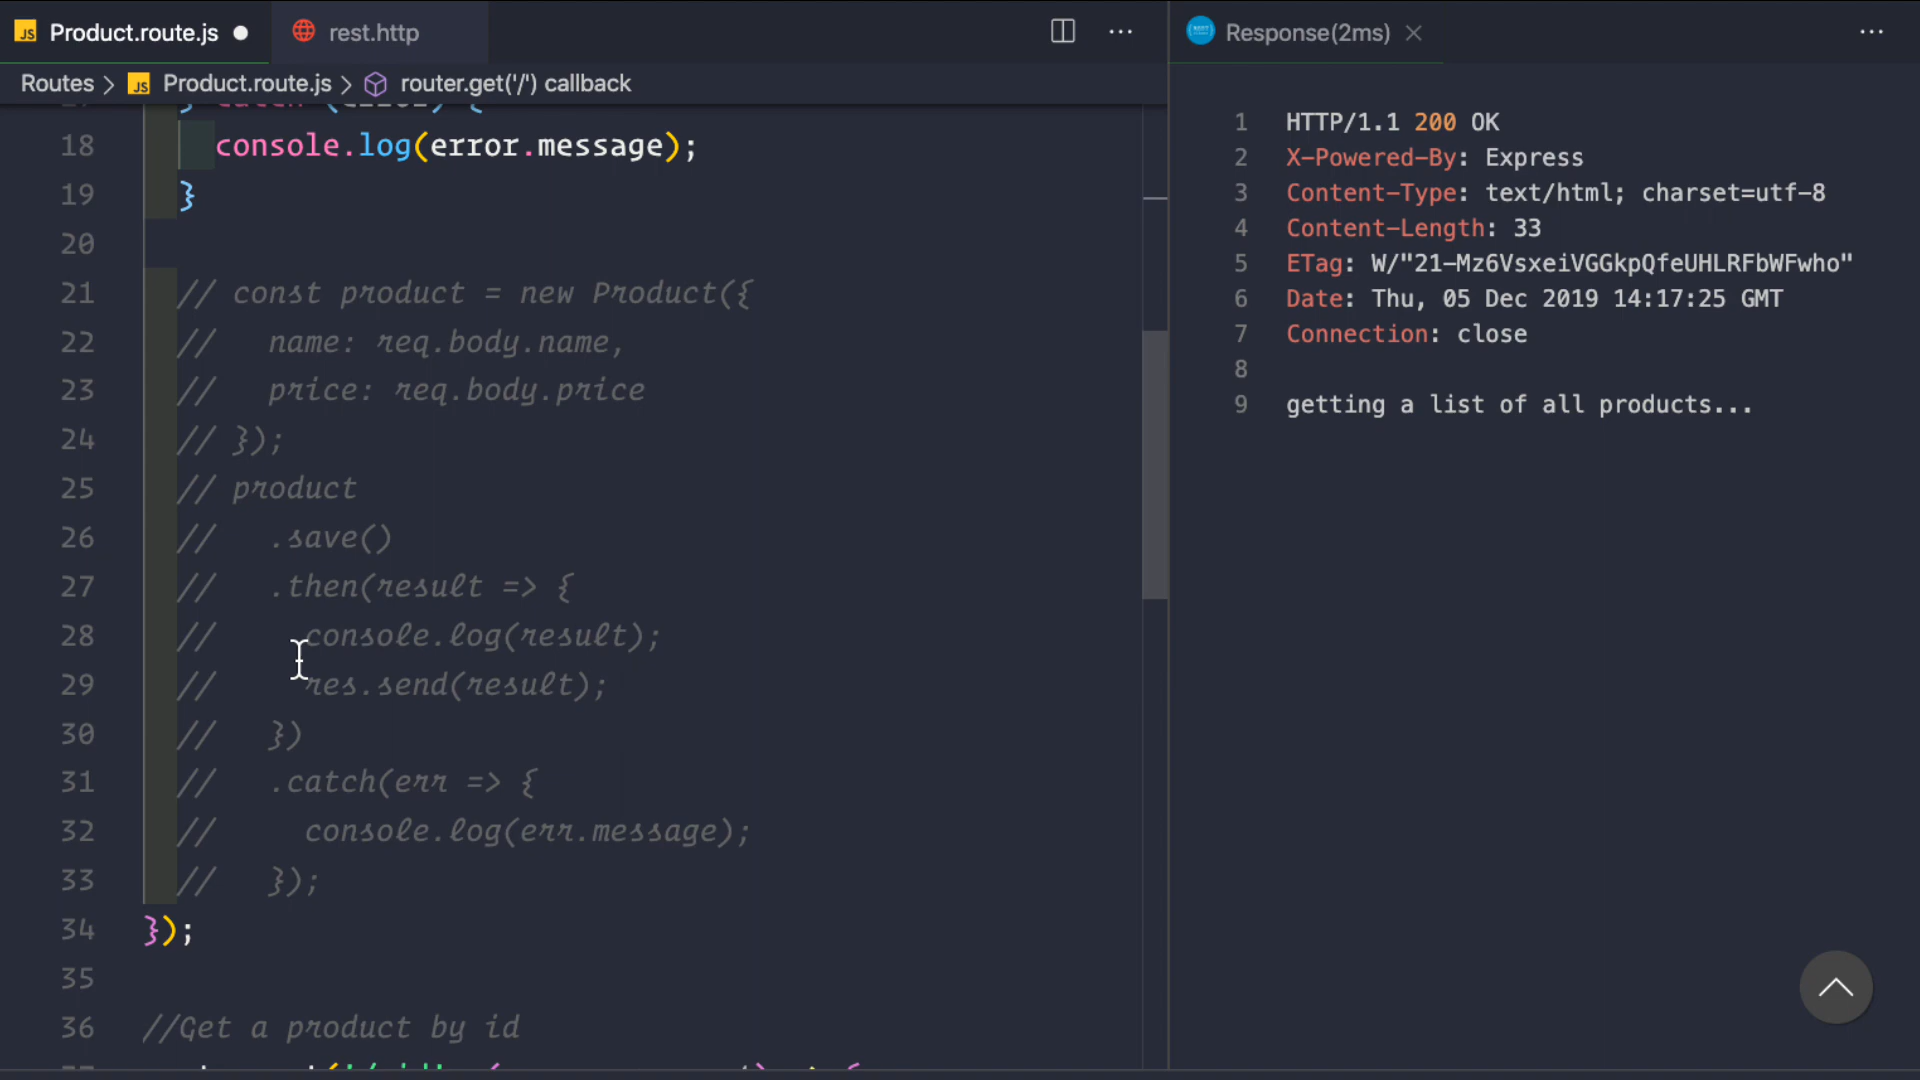 Product.route.js
rest.http
Response(2ms)
Routes > Product.route.js > router.get('/') callback
18 console.log(error.message);
19 }
20
21 // const product = new Product({
22 // name: req.body.name,
23 // price: req.body.price
24 // });
25 // product
26 // .save()
27 // .then(result => {
28 // console.log(result);
29 // res.send(result);
30 // })
31 // .catch(err => {
32 // console.log(err.message);
33 // });
34 });
35
36 //Get a product by id
1 HTTP/1.1 200 OK
2 X-Powered-By: Express
3 Content-Type: text/html; charset=utf-8
4 Content-Length: 33
5 ETag: W/"21-Mz6VsxeiVGGkpQfeUHLRFbWFwho"
6 Date: Thu, 05 Dec 2019 14:17:25 GMT
7 Connection: close
8
9 getting a list of all products...